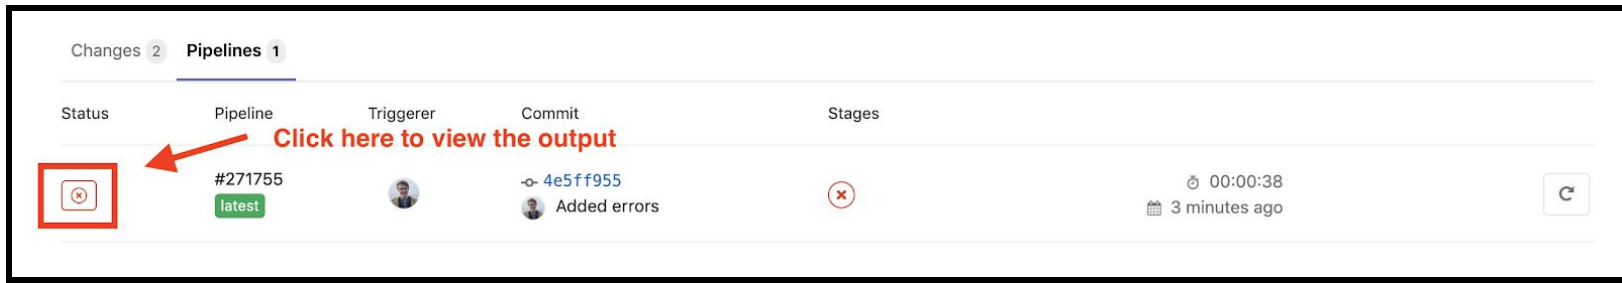 Changes 2 Pipelines 1
Status Pipeline Triggerer Commit Stages
Click here to view the output
#271755 4e5ff955 00:00:38
latest Added errors 3 minutes ago